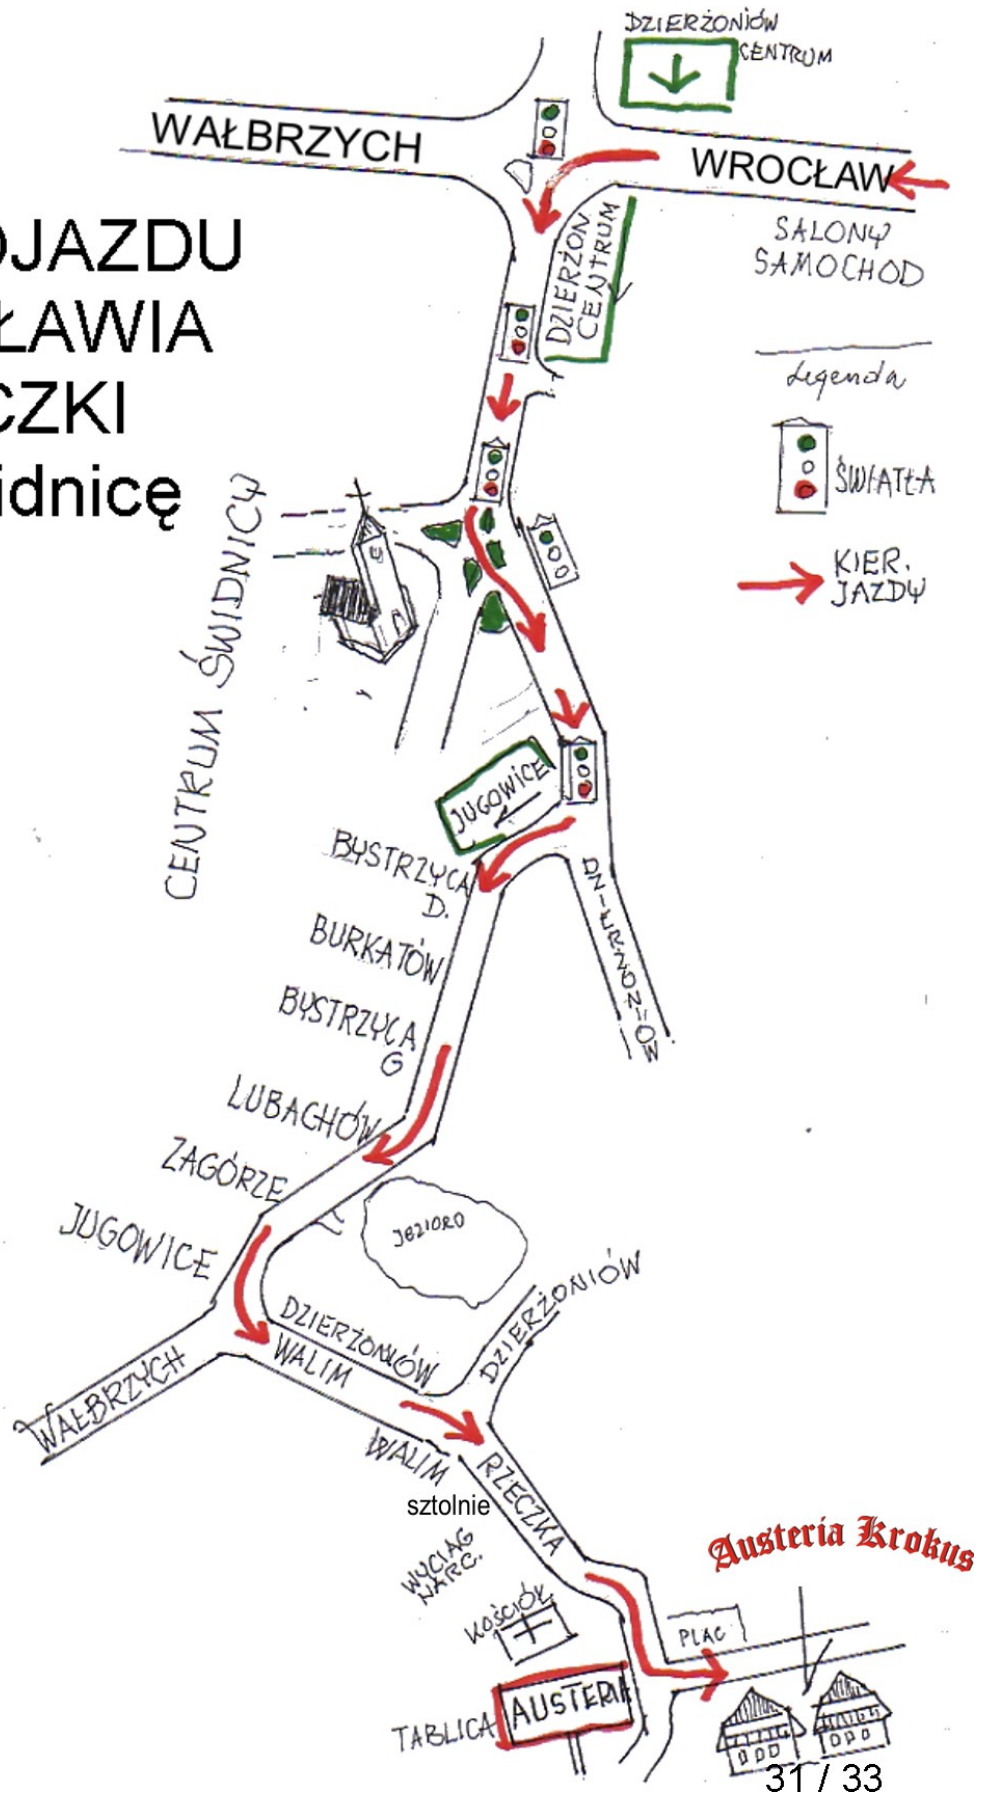 DZIERŻONIÓW
CENTRUM
WAŁBRZYCH
WROCŁAW
OJAZDU
ŁAWIA
CZKI
idnicę
DZIERŻON
CENTRUM
SALONY
SAMOCHOD
Legenda
ŚWIATŁA
KIER.
JAZDY
CENTRUM ŚWIDNICY
JUGOWICE
BYSTRZYCA
D.
DZIERŻONIÓW
BURKATÓW
BYSTRZYCA
G
LUBACHÓW
ZAGÓRZE
JUGOWICE
JEZIORO
DZIERŻONIÓW
DZIERŻONIÓW
WALIM
WAŁBRZYCH
WALIM
sztolnie
RZECZKA
WYCIĄG
NARC.
KOŚCIÓŁ
Austeria Krokus
PLAC
TABLICA
AUSTERIA
31 / 33